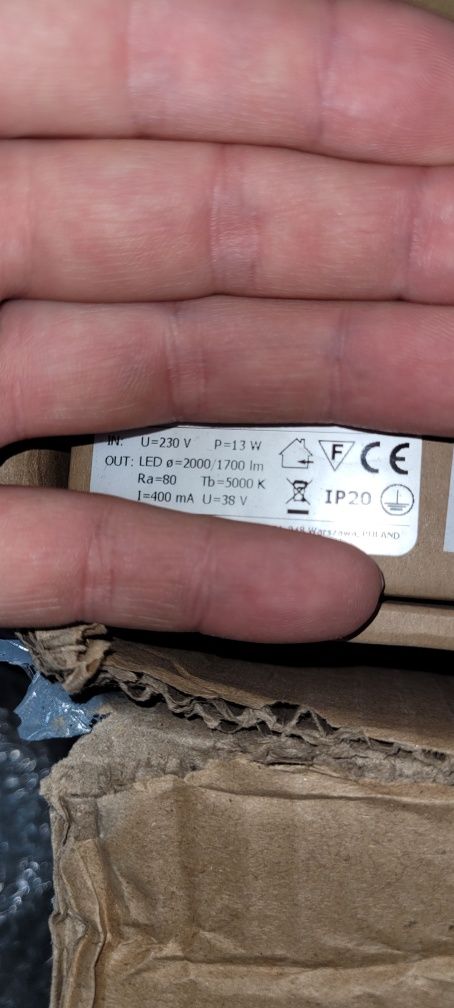 IN: U=230 V P=13 W
OUT: LED ø=2000/1700 lm
Ra=80 Tb=5000 K
I=400 mA U=38 V
F CE
IP20
Warszawa, POLAND